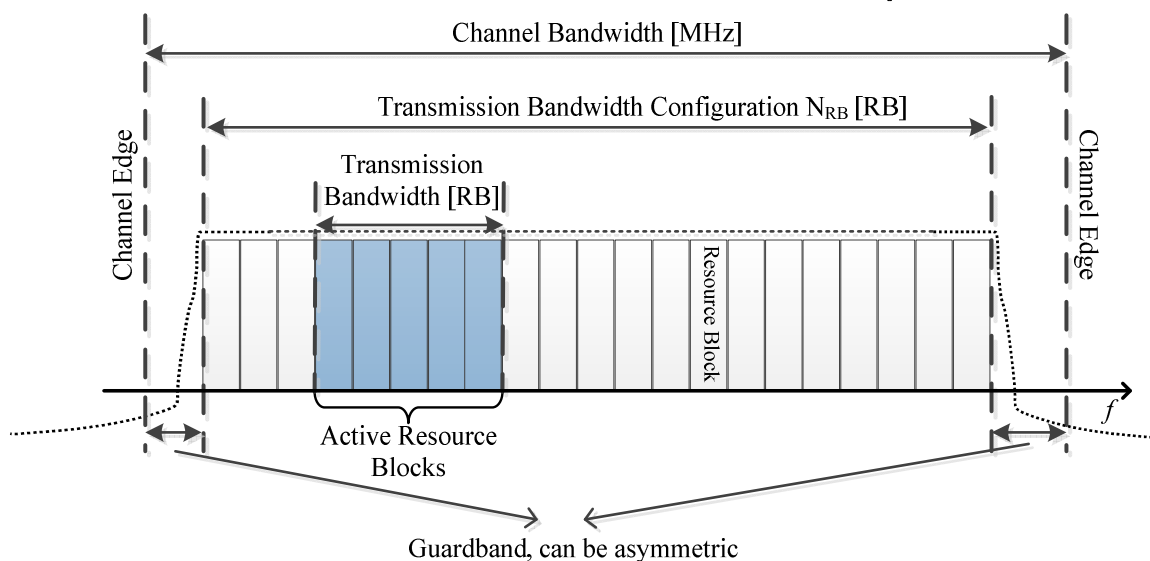 Channel Bandwidth [MHz]
Transmission Bandwidth Configuration NRB [RB]
Transmission
Bandwidth [RB]
Channel Edge
Channel Edge
Resource Block
f
Active Resource
Blocks
Guardband, can be asymmetric